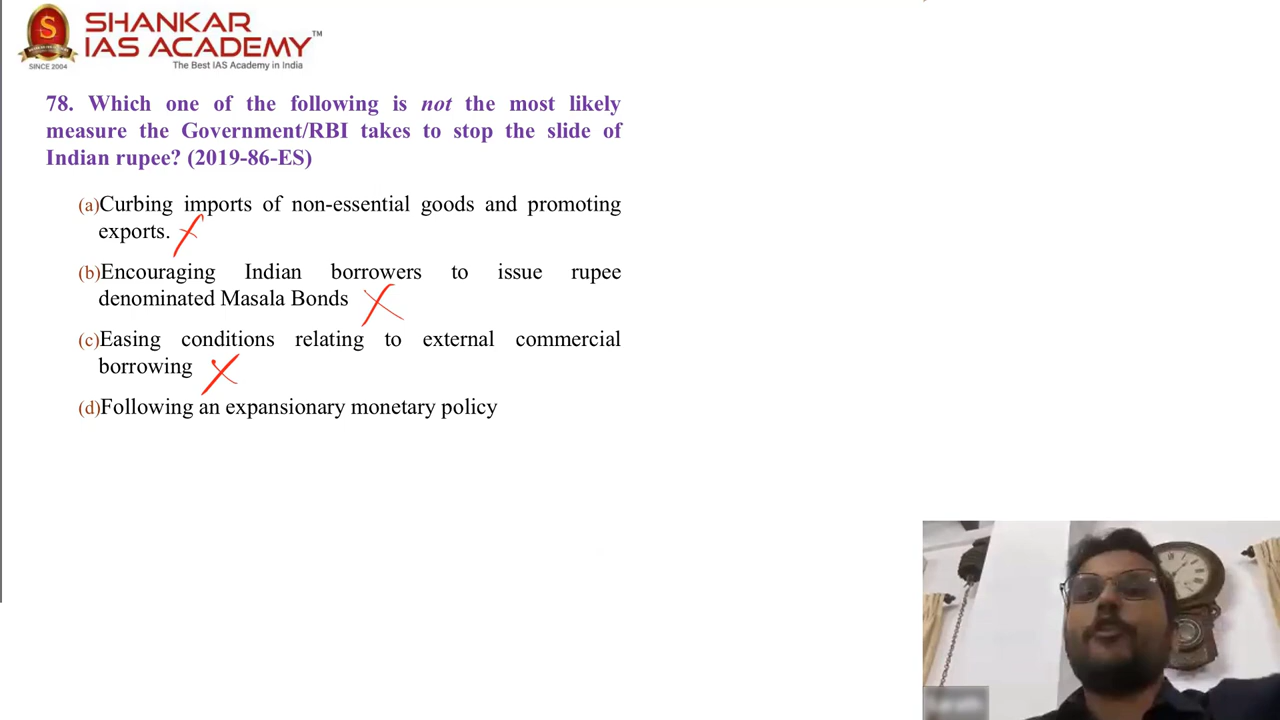 SHANKAR
IAS ACADEMY™
The Best IAS Academy in India
S
SINCE 2004
78. Which one of the following is not the most likely
measure the Government/RBI takes to stop the slide of
Indian rupee? (2019-86-ES)
(a)Curbing imports of non-essential goods and promoting
exports.
(b)Encouraging Indian borrowers to issue rupee
denominated Masala Bonds
(c)Easing conditions relating to external commercial
borrowing
(d)Following an expansionary monetary policy